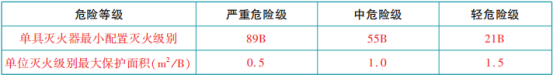 危险等级 严重危险级 中危险级 轻危险级
单具灭火器最小配置灭火级别 89B 55B 21B
单位灭火级别最大保护面积(m²/B) 0.5 1.0 1.5